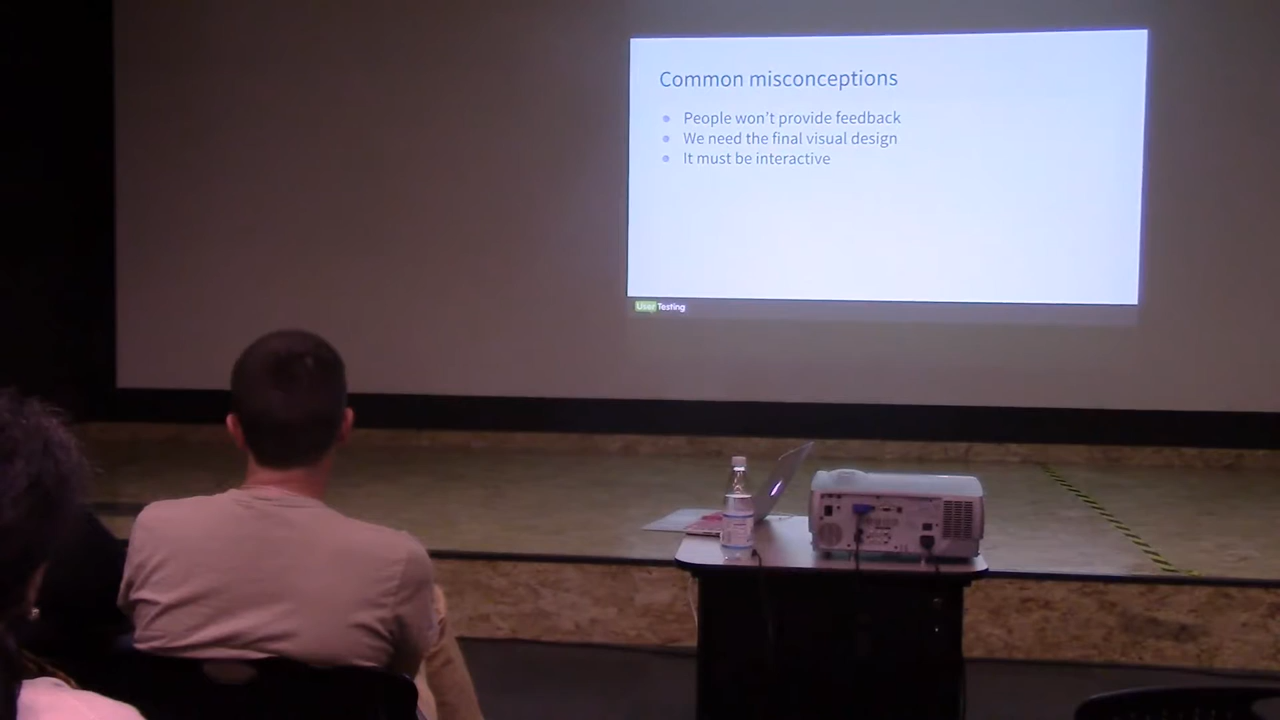 Common misconceptions
People won't provide feedback
We need the final visual design
It must be interactive
UserTesting